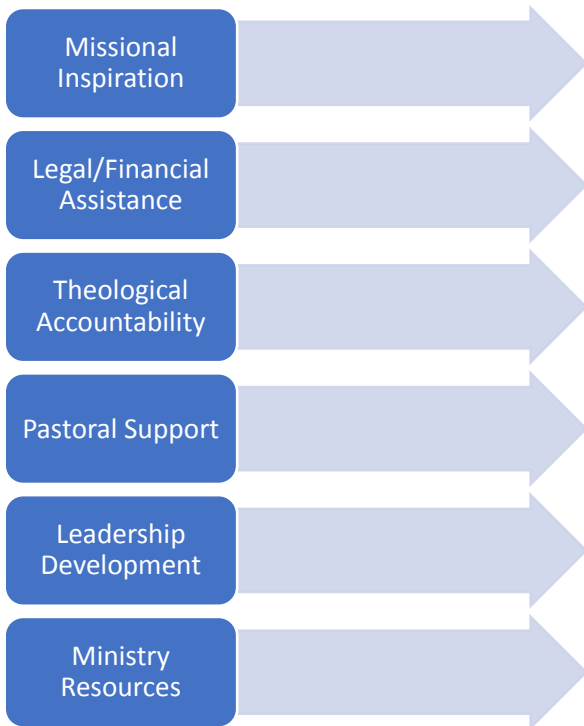 Missional
Inspiration
Legal/Financial
Assistance
Theological
Accountability
Pastoral Support
Leadership
Development
Ministry
Resources